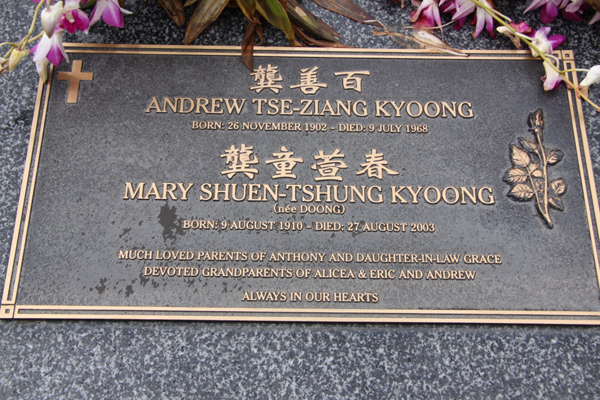 龔善百
ANDREW TSE-ZIANG KYOONG
BORN: 26 NOVEMBER 1902 - DIED: 9 JULY 1968
龔童萱春
MARY SHUEN-TSHUNG KYOONG
(née DOONG)
BORN: 9 AUGUST 1910 - DIED: 27 AUGUST 2003
MUCH LOVED PARENTS OF ANTHONY AND DAUGHTER-IN-LAW GRACE
DEVOTED GRANDPARENTS OF ALICEA & ERIC AND ANDREW
ALWAYS IN OUR HEARTS